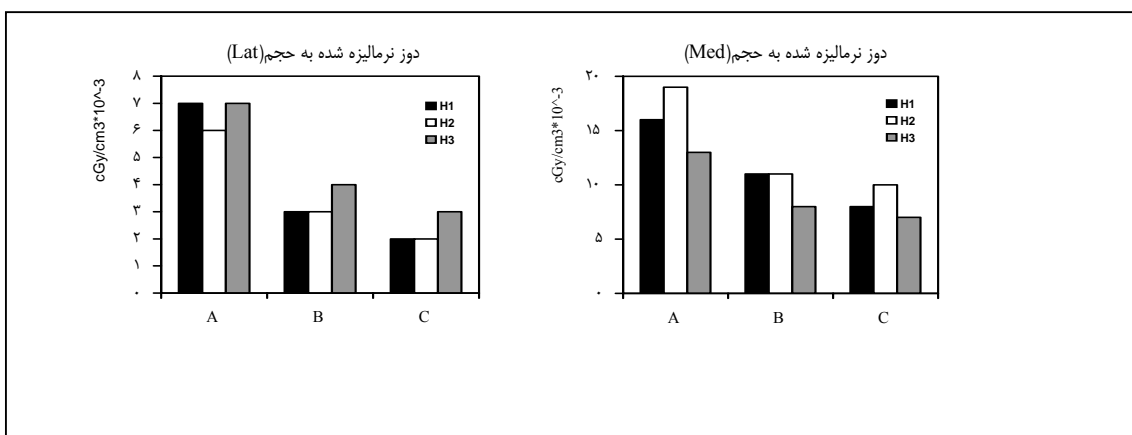 دوز نرمالیزه شده به حجم(Lat)
cGy/cm3*10^-3
۸
۷
۶
۵
۴
۳
۲
۱
۰
H1
H2
H3
A B C
دوز نرمالیزه شده به حجم(Med)
cGy/cm3*10^-3
۲۰
۱۵
۱۰
۵
۰
H1
H2
H3
A B C